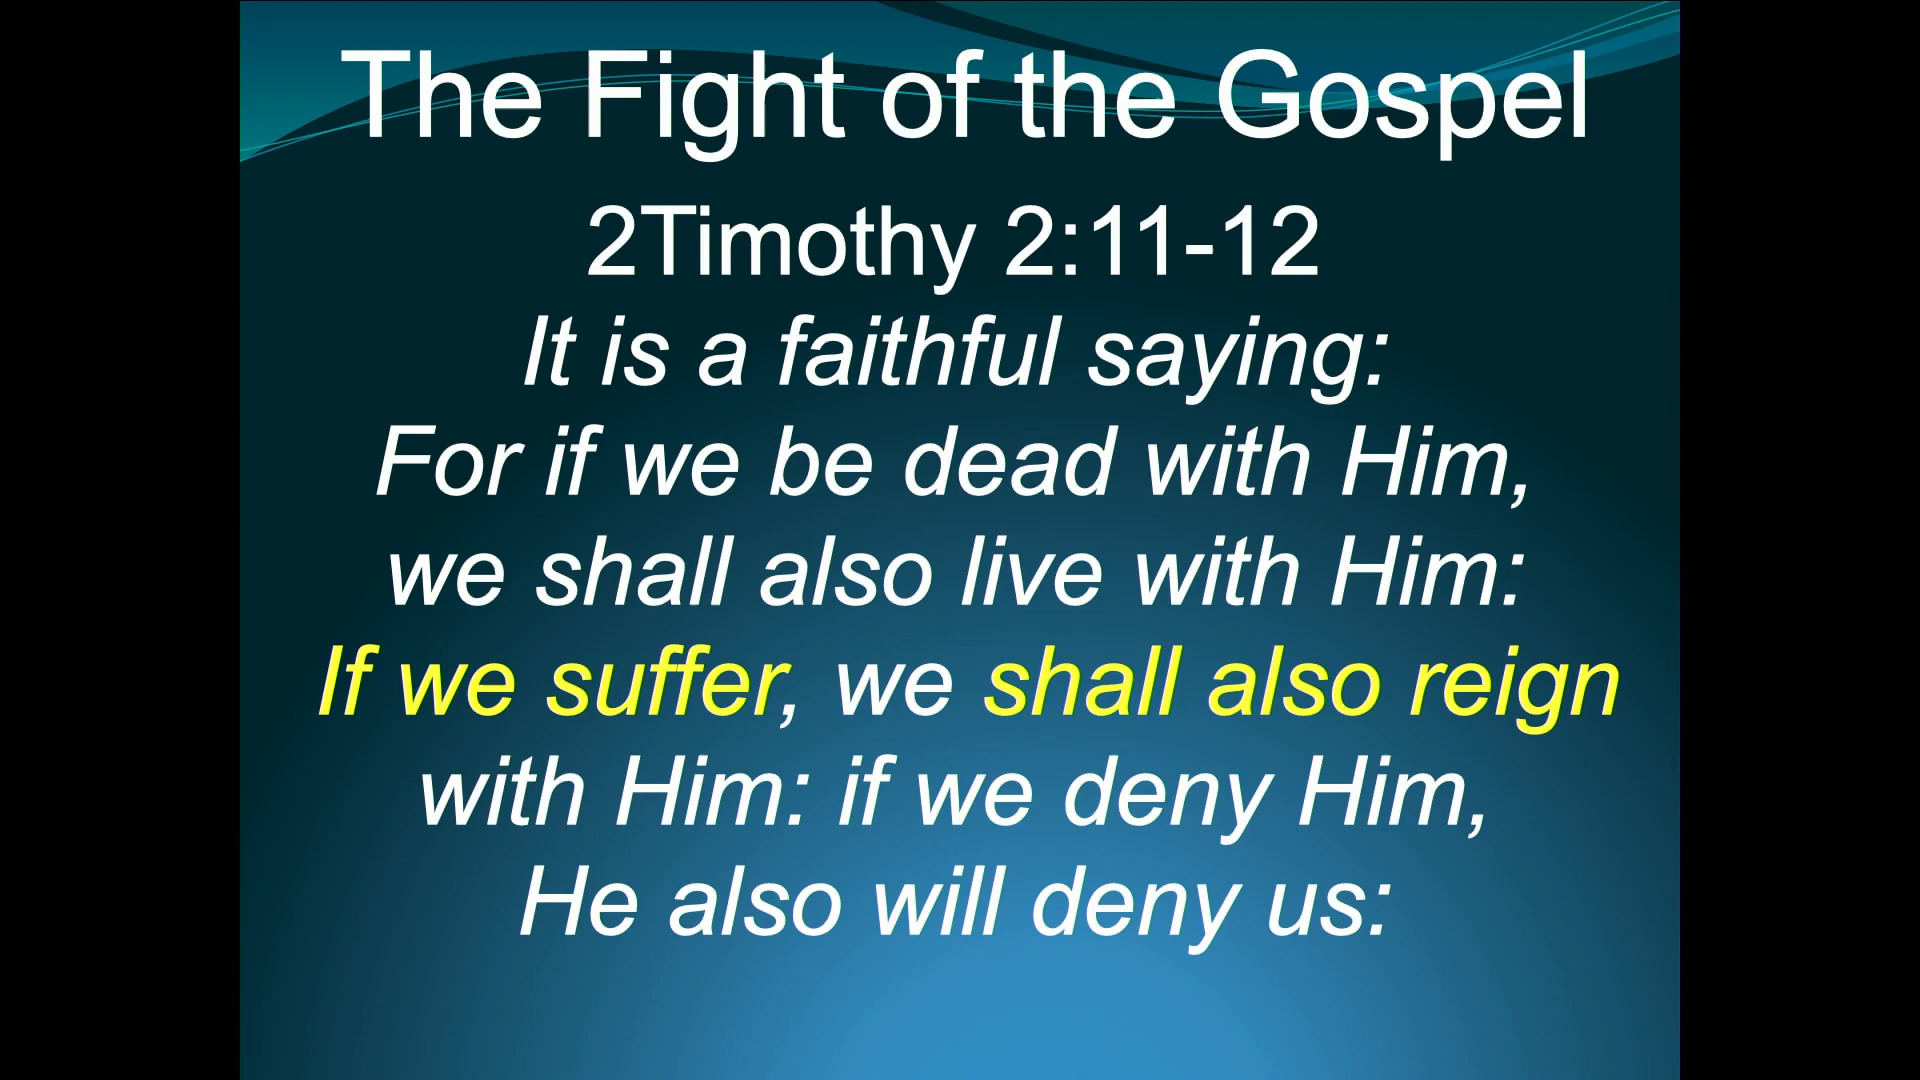 The Fight of the Gospel
2Timothy 2:11-12
It is a faithful saying:
For if we be dead with Him,
we shall also live with Him:
If we suffer, we shall also reign
with Him: if we deny Him,
He also will deny us: